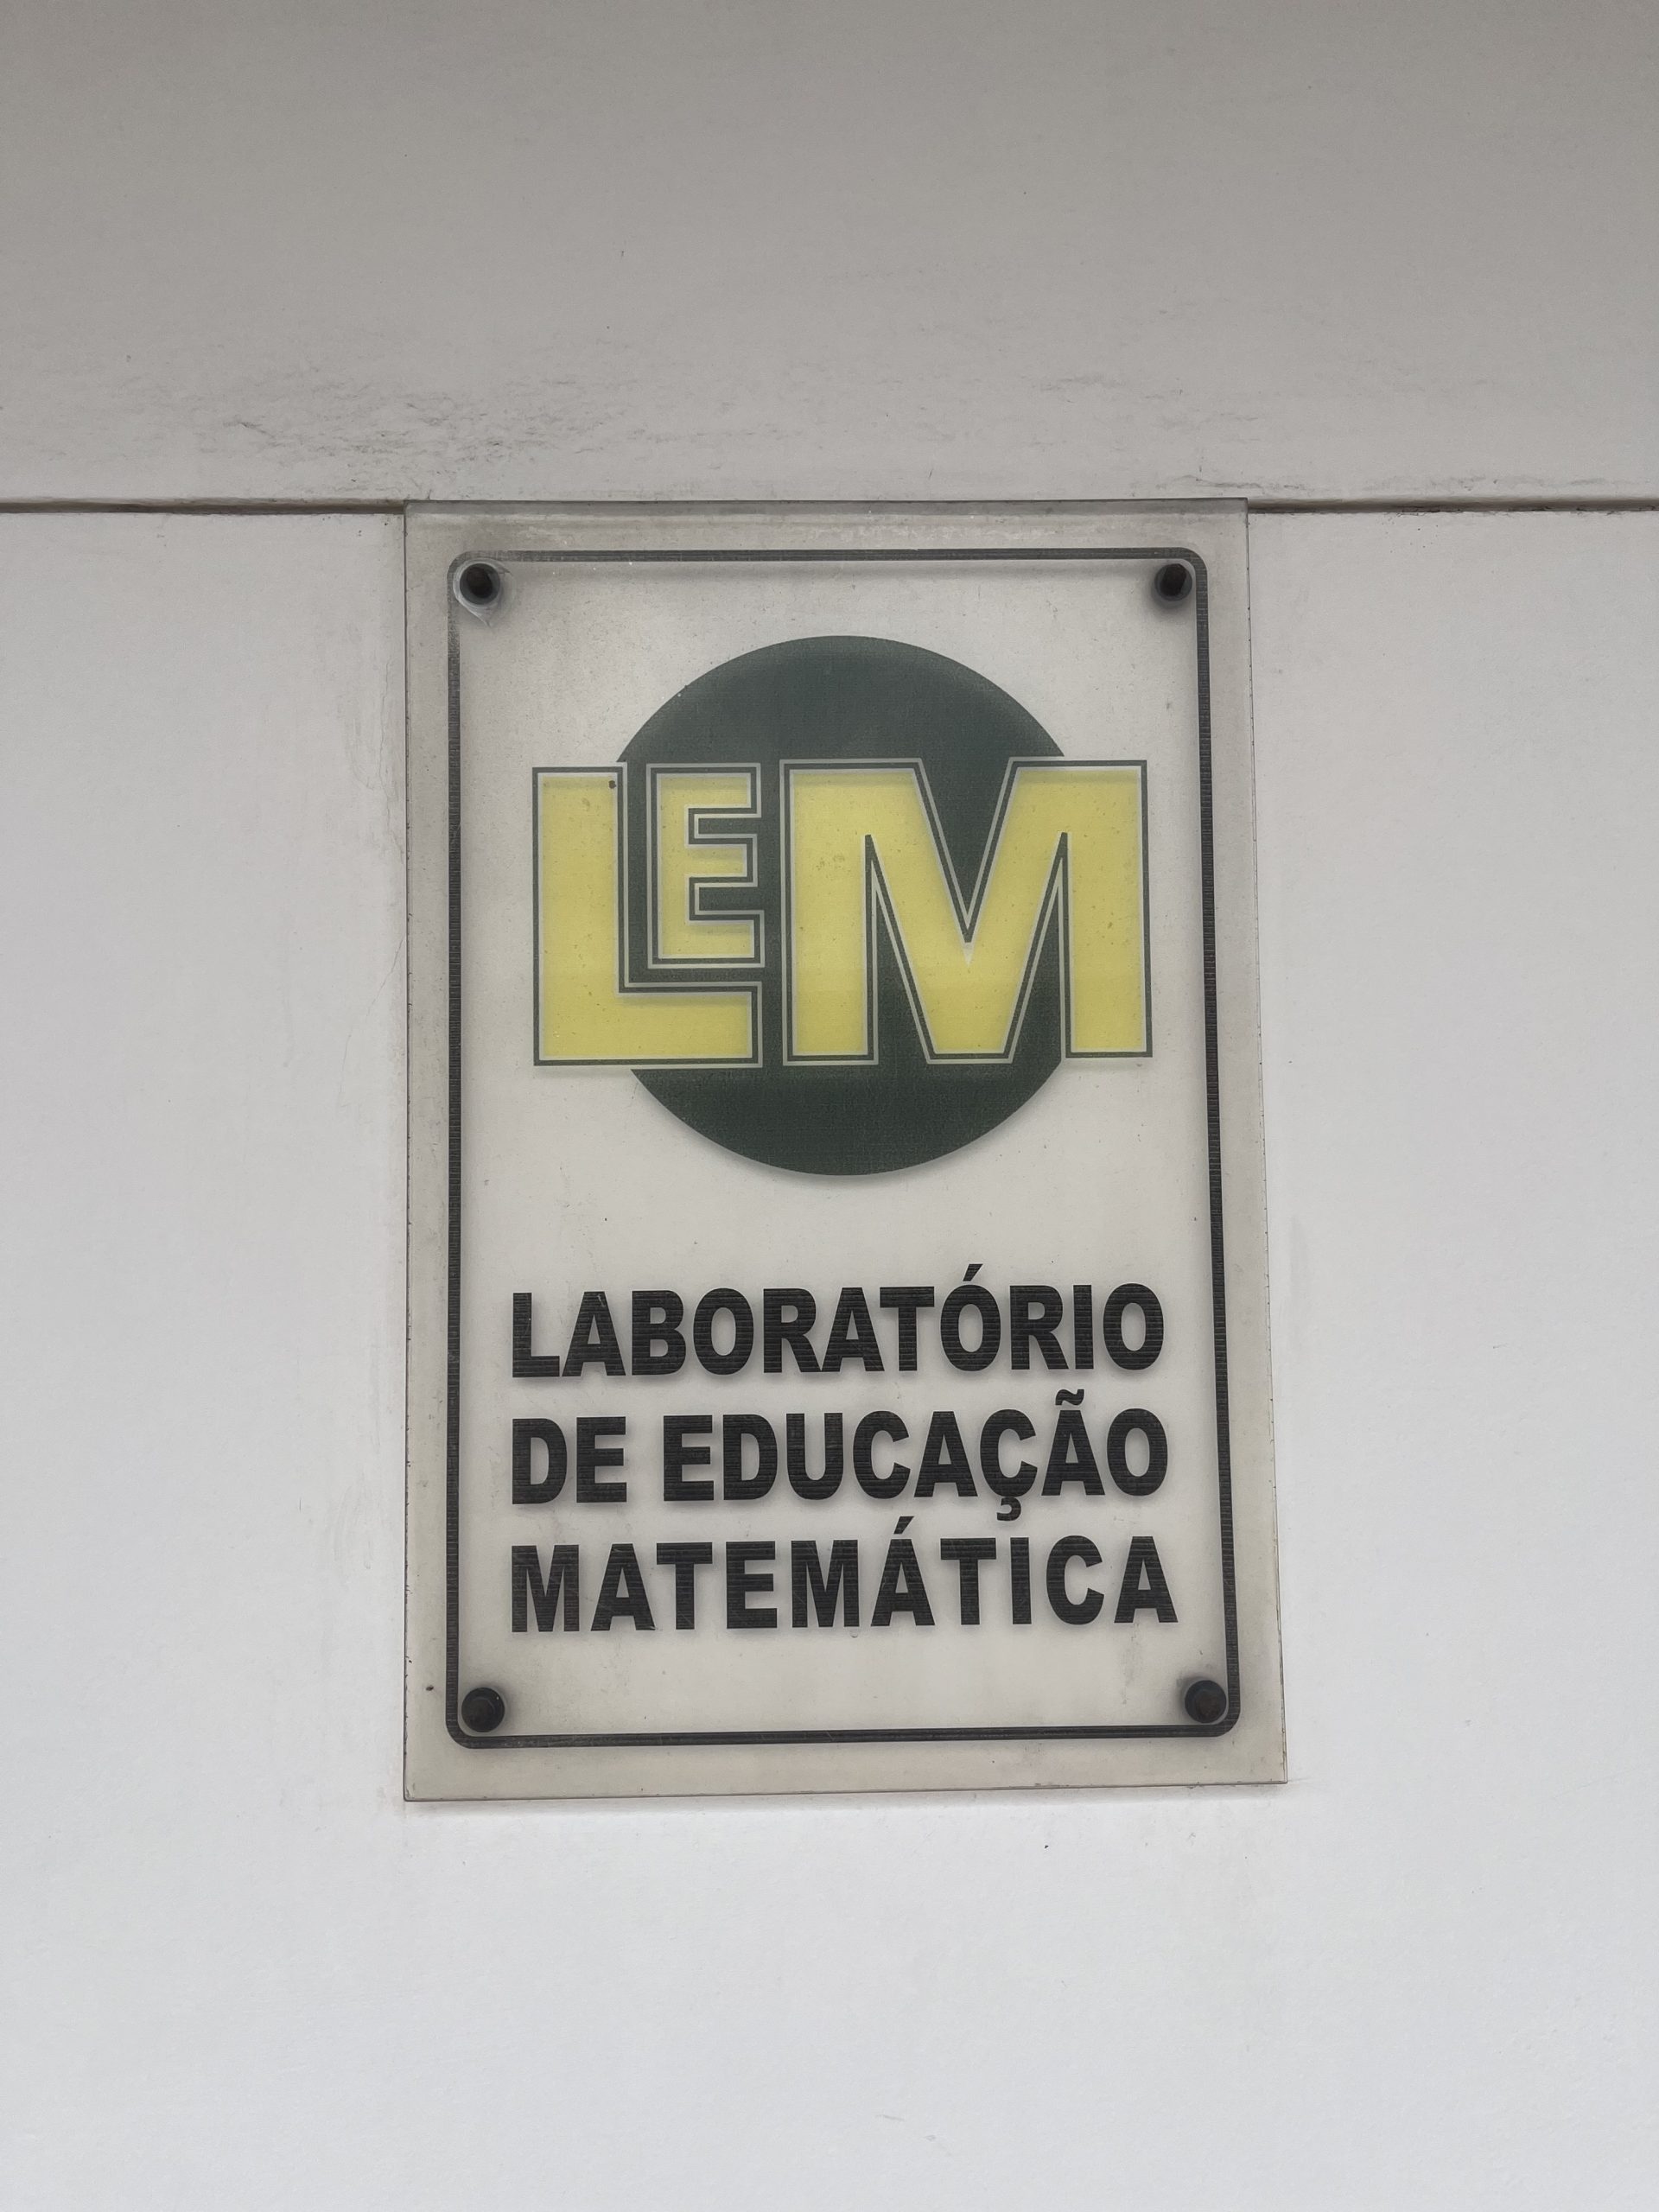 LEM
LABORATÓRIO
DE EDUCAÇÃO
MATEMÁTICA